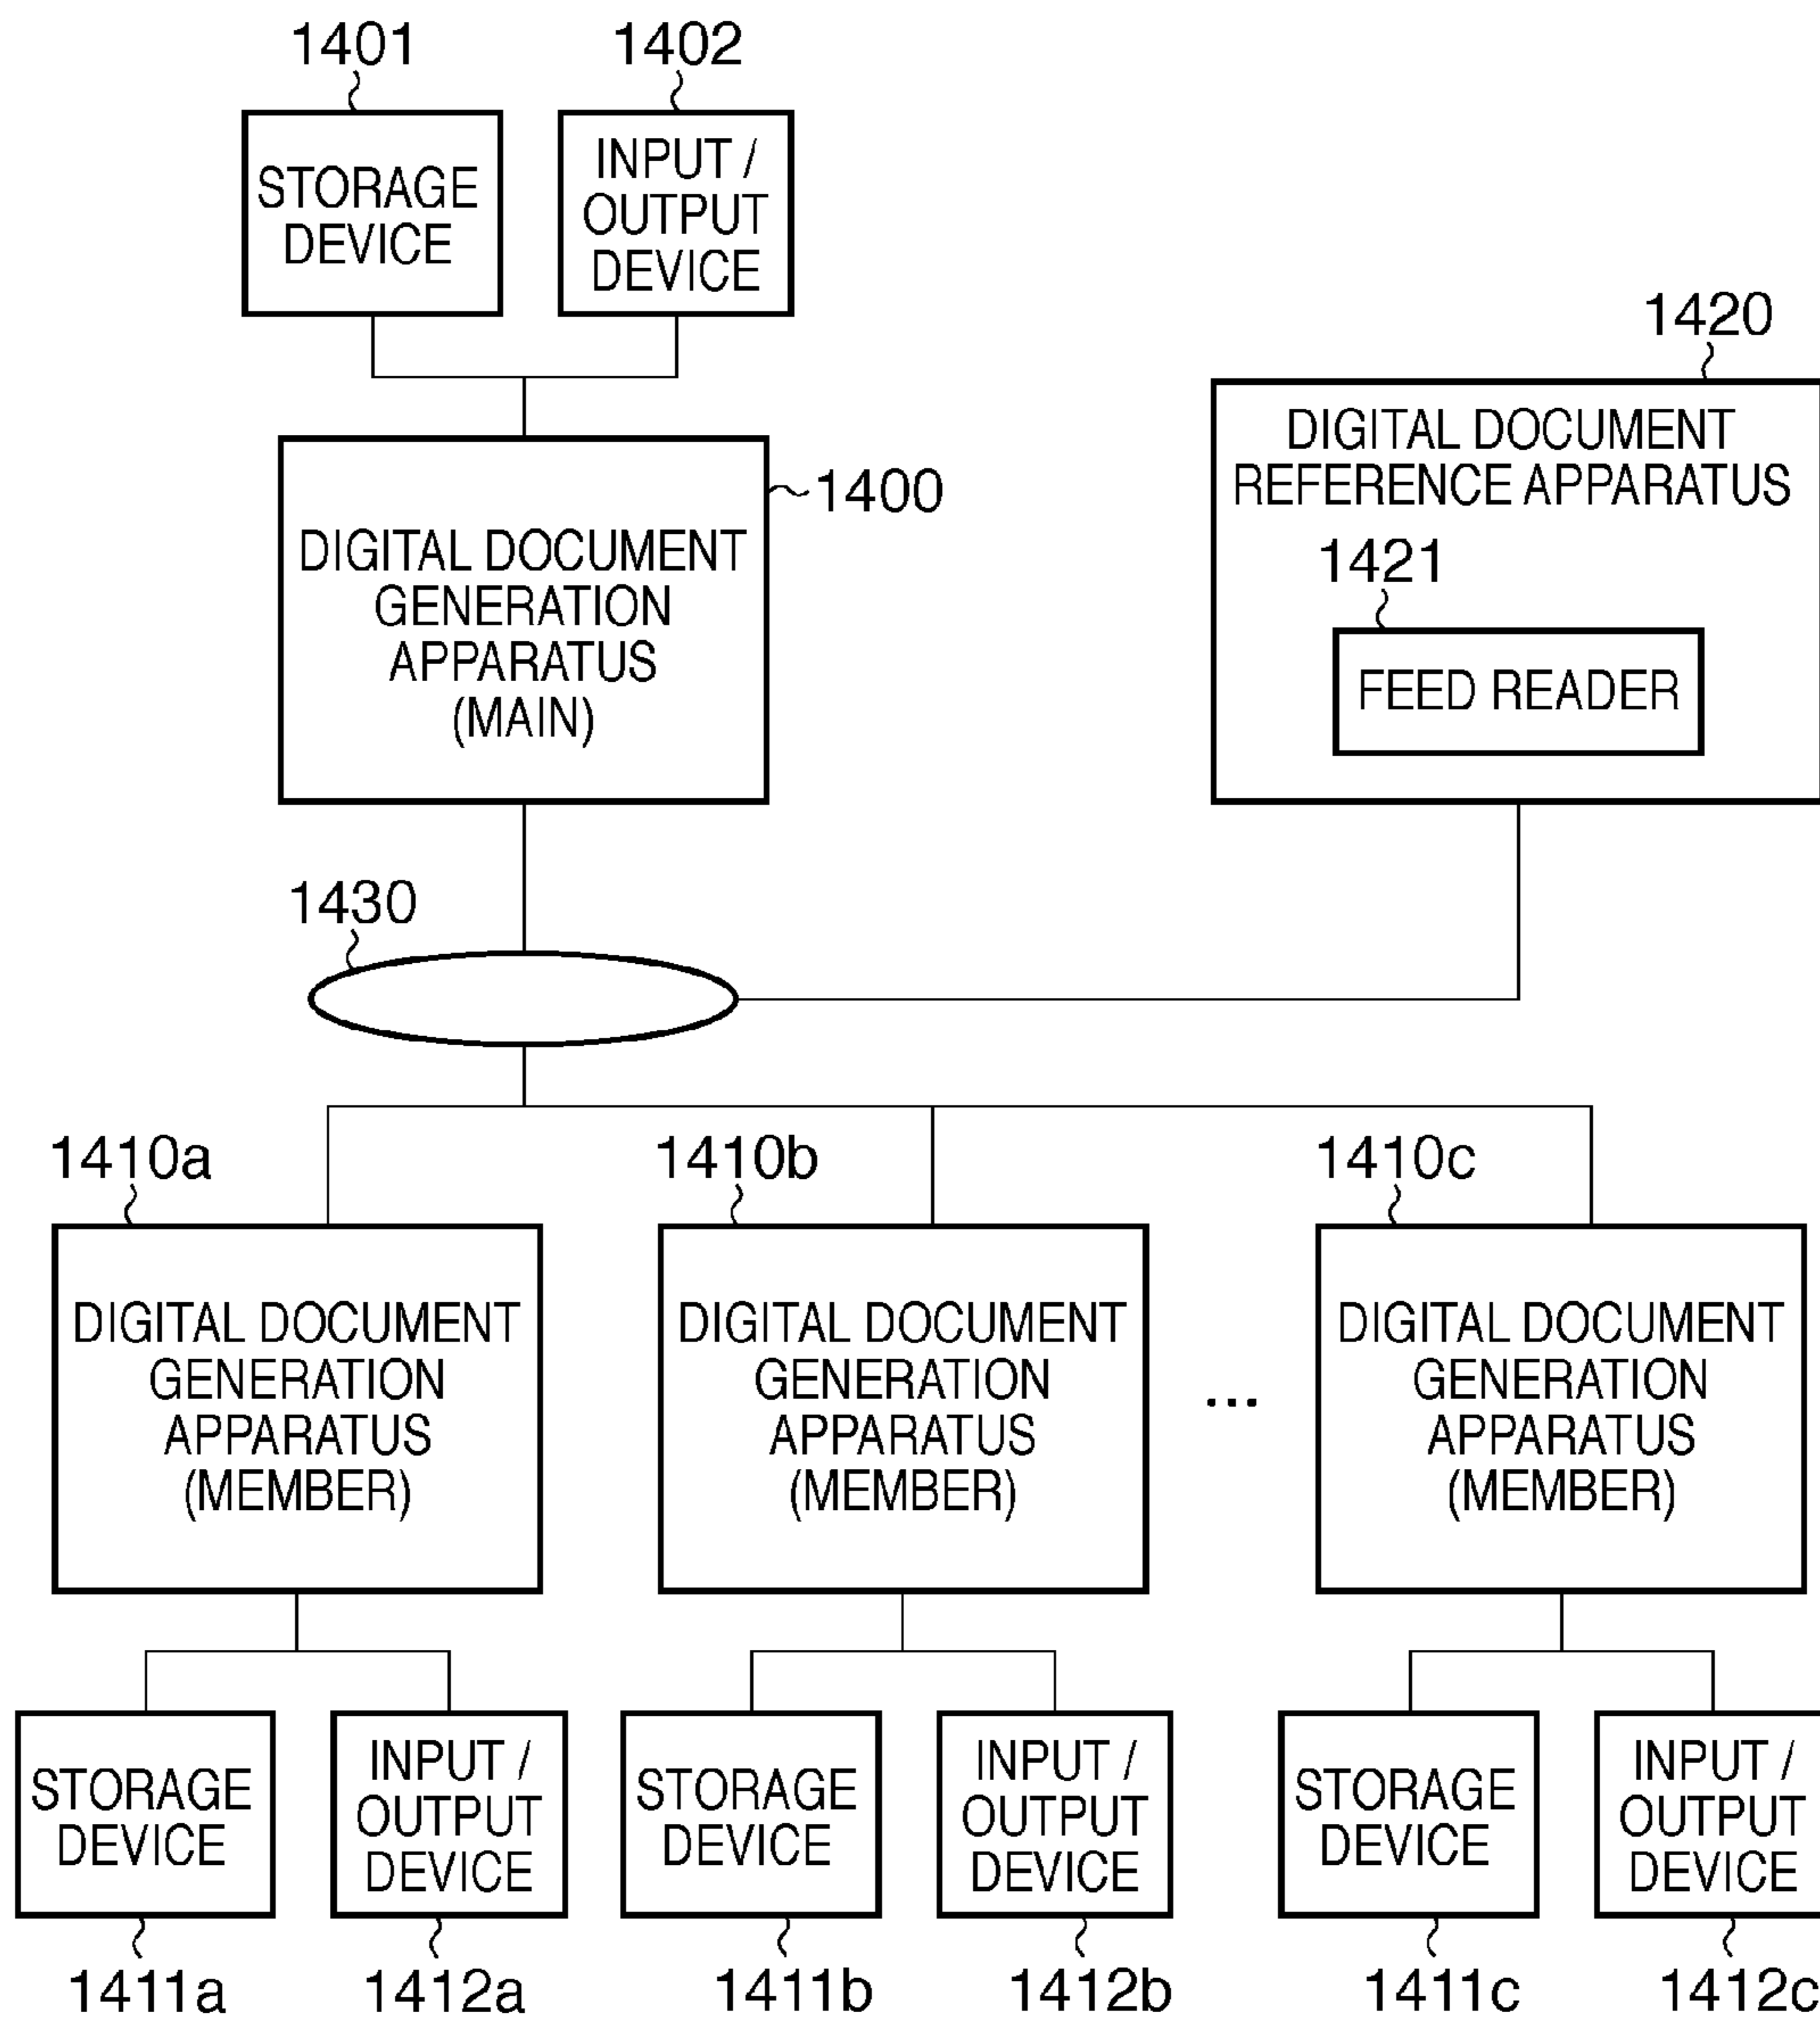 1401
1402
STORAGE
DEVICE
INPUT /
OUTPUT
DEVICE
1420
DIGITAL DOCUMENT
REFERENCE APPARATUS
1421
FEED READER
1400
DIGITAL DOCUMENT
GENERATION
APPARATUS
(MAIN)
1430
1410a
1410b
1410c
DIGITAL DOCUMENT
GENERATION
APPARATUS
(MEMBER)
DIGITAL DOCUMENT
GENERATION
APPARATUS
(MEMBER)
...
DIGITAL DOCUMENT
GENERATION
APPARATUS
(MEMBER)
STORAGE
DEVICE
INPUT /
OUTPUT
DEVICE
STORAGE
DEVICE
INPUT /
OUTPUT
DEVICE
STORAGE
DEVICE
INPUT /
OUTPUT
DEVICE
1411a
1412a
1411b
1412b
1411c
1412c